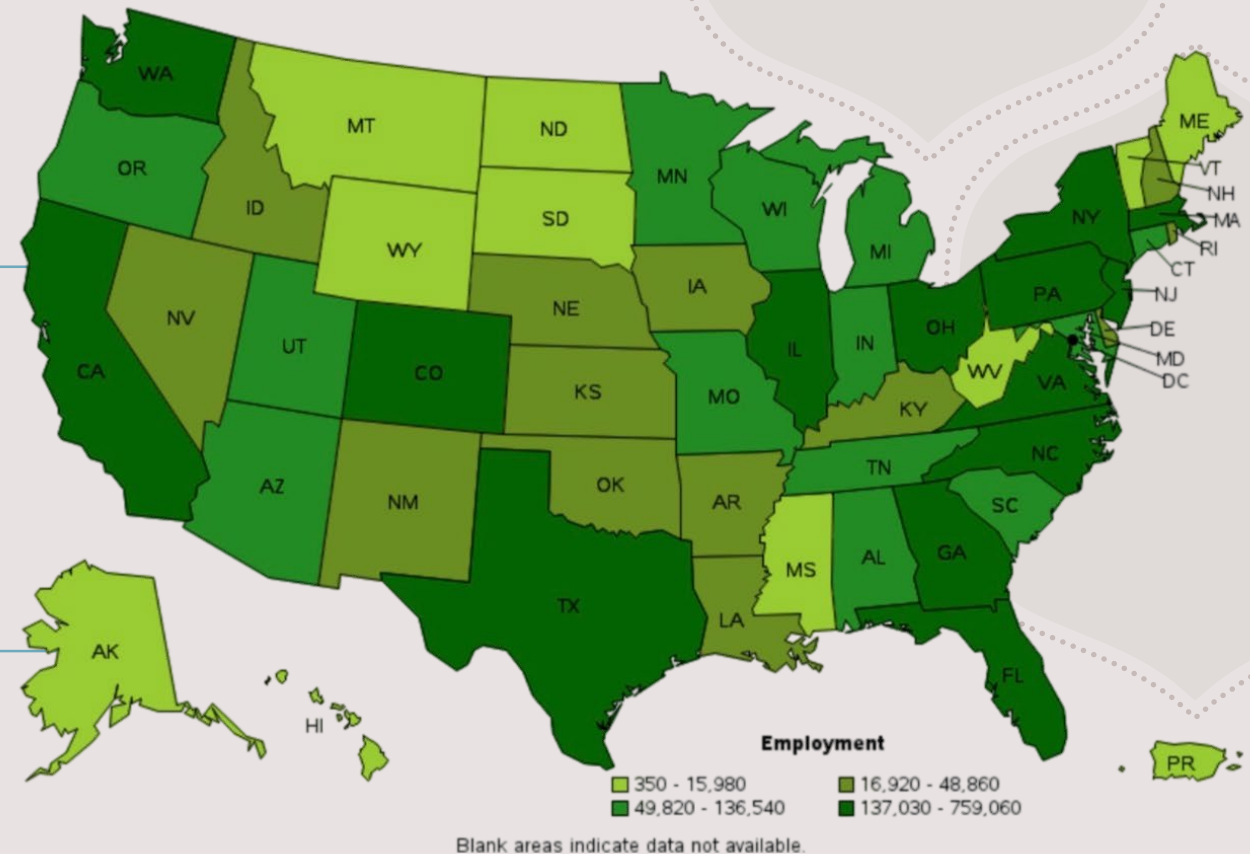 WA
MT
ND
ME
OR
MN
VT
ID
SD
WI
NH
NY
MA
WY
MI
RI
CT
IA
PA
NJ
NE
NV
OH
DE
UT
IL
IN
MD
CO
WV
VA
DC
CA
KS
MO
KY
NC
TN
AZ
OK
NM
AR
SC
GA
MS
AL
TX
LA
AK
FL
HI
PR
Employment
350 - 15,980 16,920 - 48,860
49,820 - 136,540 137,030 - 759,060
Blank areas indicate data not available.